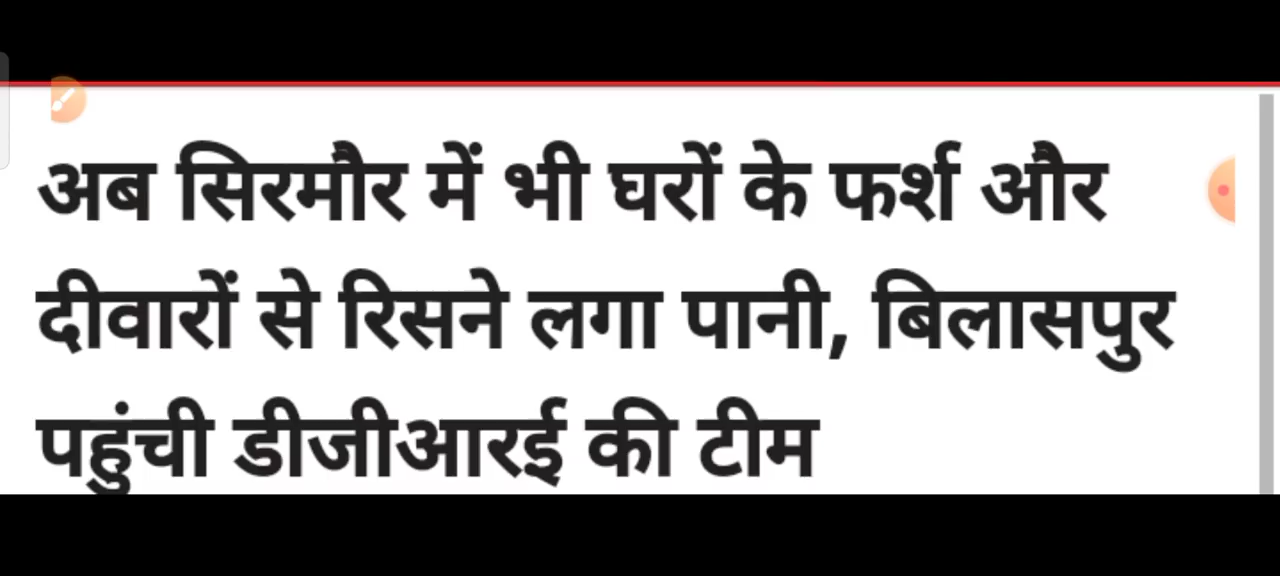 अब सिरमौर में भी घरों के फर्श और
दीवारों से रिसने लगा पानी, बिलासपुर
पहुंची डीजीआरई की टीम